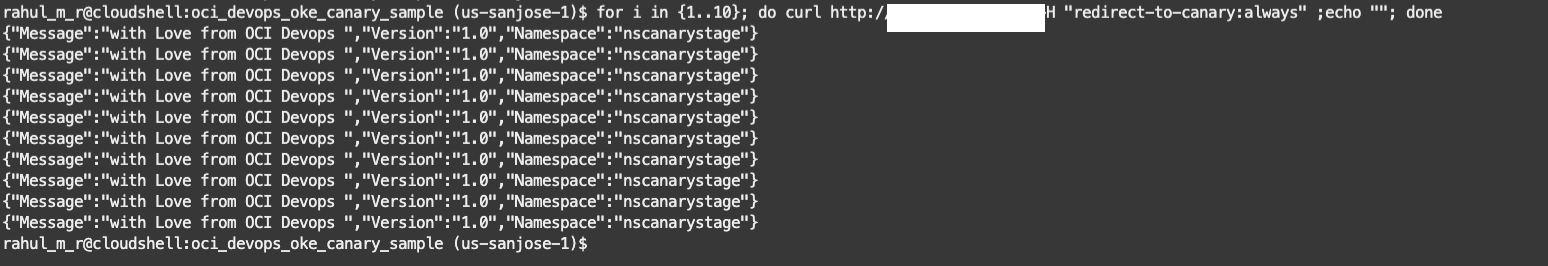 rahul_m_r@cloudshell:oci_devops_oke_canary_sample (us-sanjose-1)$ for i in {1..10}; do curl http:// -H "redirect-to-canary:always" ;echo ""; done
{"Message":"with Love from OCI Devops ","Version":"1.0","Namespace":"nscanarystage"}
{"Message":"with Love from OCI Devops ","Version":"1.0","Namespace":"nscanarystage"}
{"Message":"with Love from OCI Devops ","Version":"1.0","Namespace":"nscanarystage"}
{"Message":"with Love from OCI Devops ","Version":"1.0","Namespace":"nscanarystage"}
{"Message":"with Love from OCI Devops ","Version":"1.0","Namespace":"nscanarystage"}
{"Message":"with Love from OCI Devops ","Version":"1.0","Namespace":"nscanarystage"}
{"Message":"with Love from OCI Devops ","Version":"1.0","Namespace":"nscanarystage"}
{"Message":"with Love from OCI Devops ","Version":"1.0","Namespace":"nscanarystage"}
{"Message":"with Love from OCI Devops ","Version":"1.0","Namespace":"nscanarystage"}
{"Message":"with Love from OCI Devops ","Version":"1.0","Namespace":"nscanarystage"}
rahul_m_r@cloudshell:oci_devops_oke_canary_sample (us-sanjose-1)$